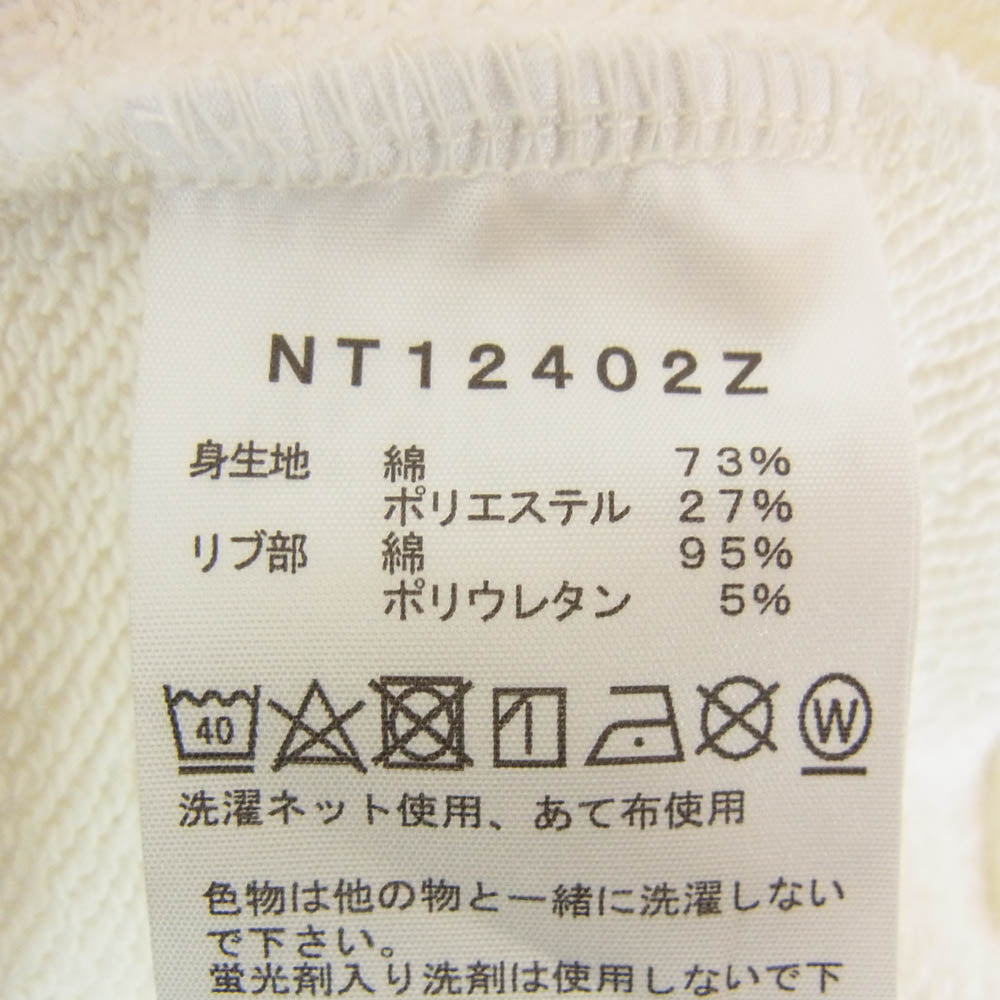 NT12402Z
身生地 綿 73%
ポリエステル 27%
リブ部 綿 95%
ポリウレタン 5%
40 W
洗濯ネット使用、あて布使用
色物は他の物と一緒に洗濯しない
で下さい。
蛍光剤入り洗剤は使用しないで下